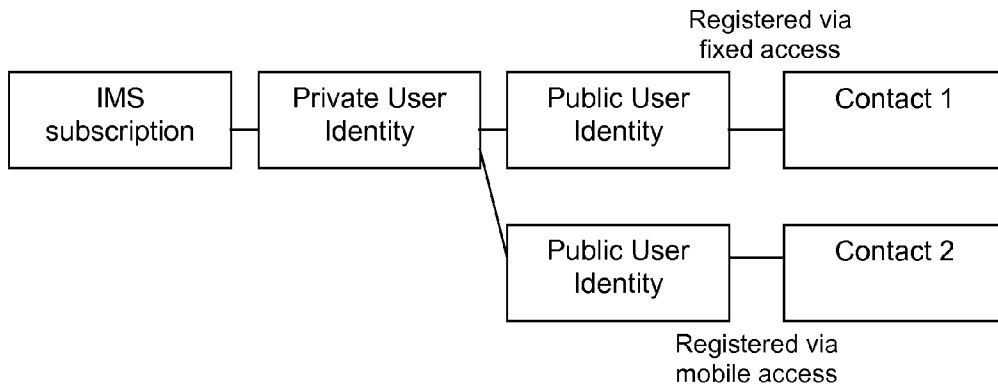 Registered via
fixed access
IMS
subscription
Private User
Identity
Public User
Identity
Contact 1
Public User
Identity
Contact 2
Registered via
mobile access